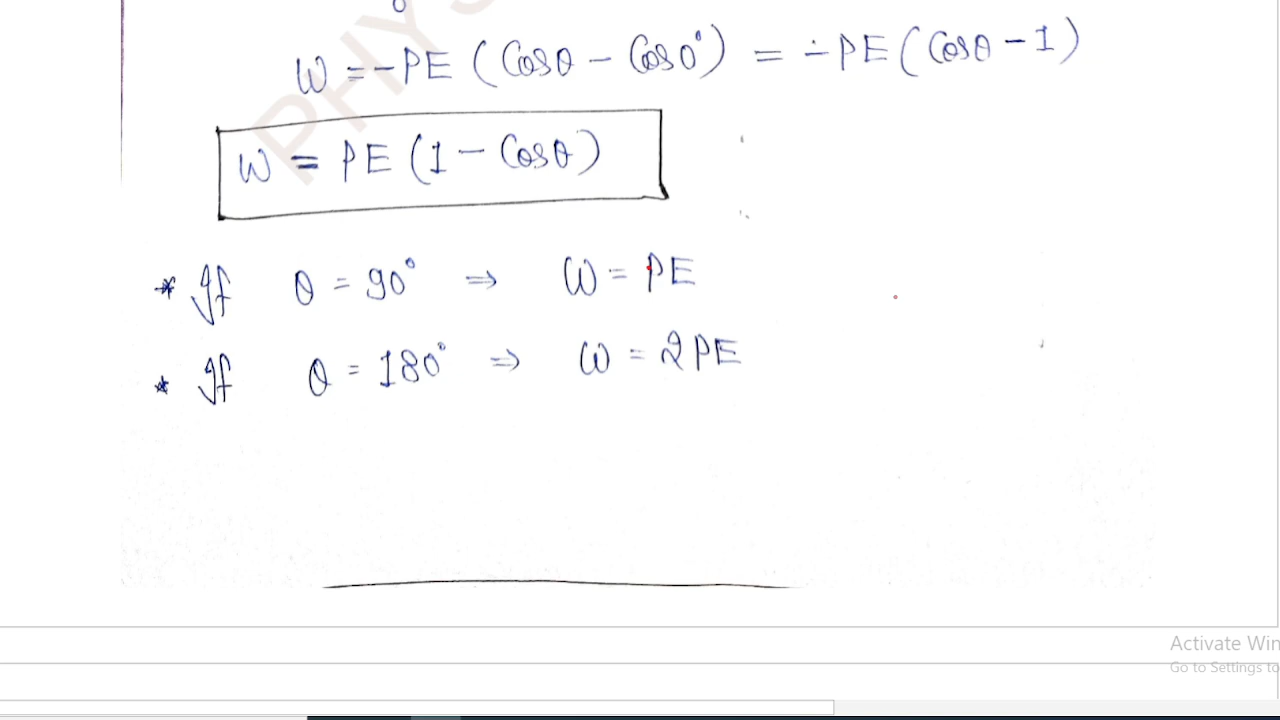 PHYS
W = -PE (Cosθ - Cos0°) = -PE (Cosθ - 1)
W = PE (1 - Cosθ)
* If θ = 90° ⇒ W = PE
* If θ = 180° ⇒ W = 2PE
Activate Win
Go to Settings to